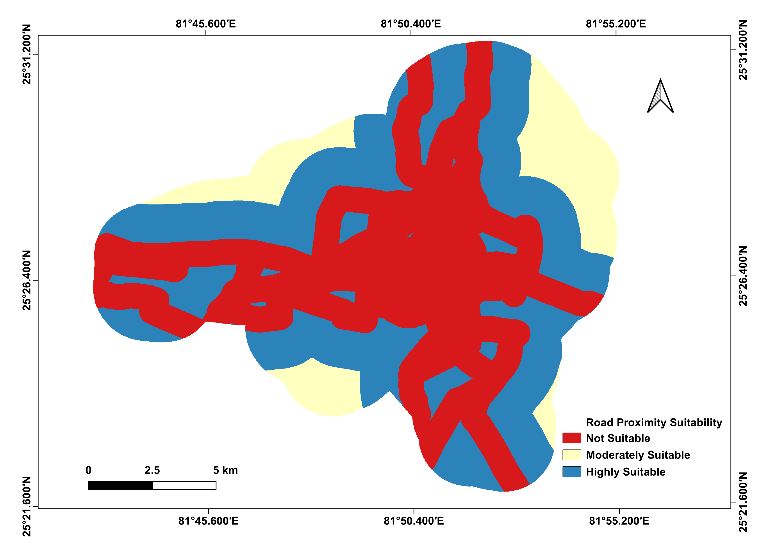 81°45.600'E 81°50.400'E 81°55.200'E
25°31.200'N 25°31.200'N
25°26.400'N 25°26.400'N
Road Proximity Suitability
Not Suitable
Moderately Suitable
Highly Suitable
0 2.5 5 km
25°21.600'N 25°21.600'N
81°45.600'E 81°50.400'E 81°55.200'E